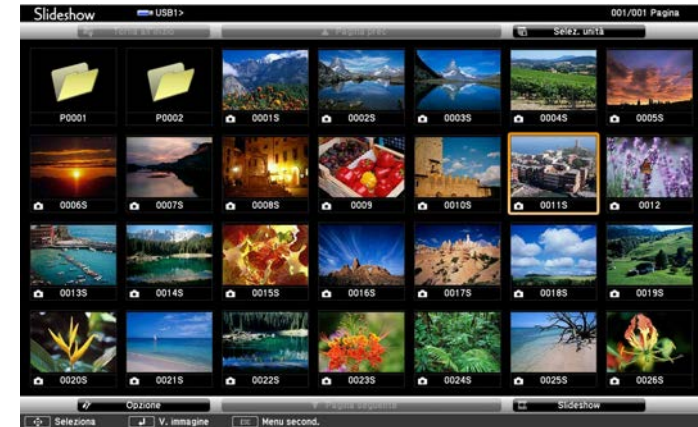 Slideshow USB1> 001/001 Pagina
Torna all'inizio Pagina prec Selez. unità
P0001 P0002 0001S 0002S 0003S 0004S 0005S
0006S 0007S 0008S 0009 0010S 0011S 0012
0013S 0014S 0015S 0016S 0017S 0018S 0019S
0020S 0021S 0022S 0023S 0024S 0025S 0026S
Opzione Pagina seguente Slideshow
Seleziona V. immagine Esc Menu second.